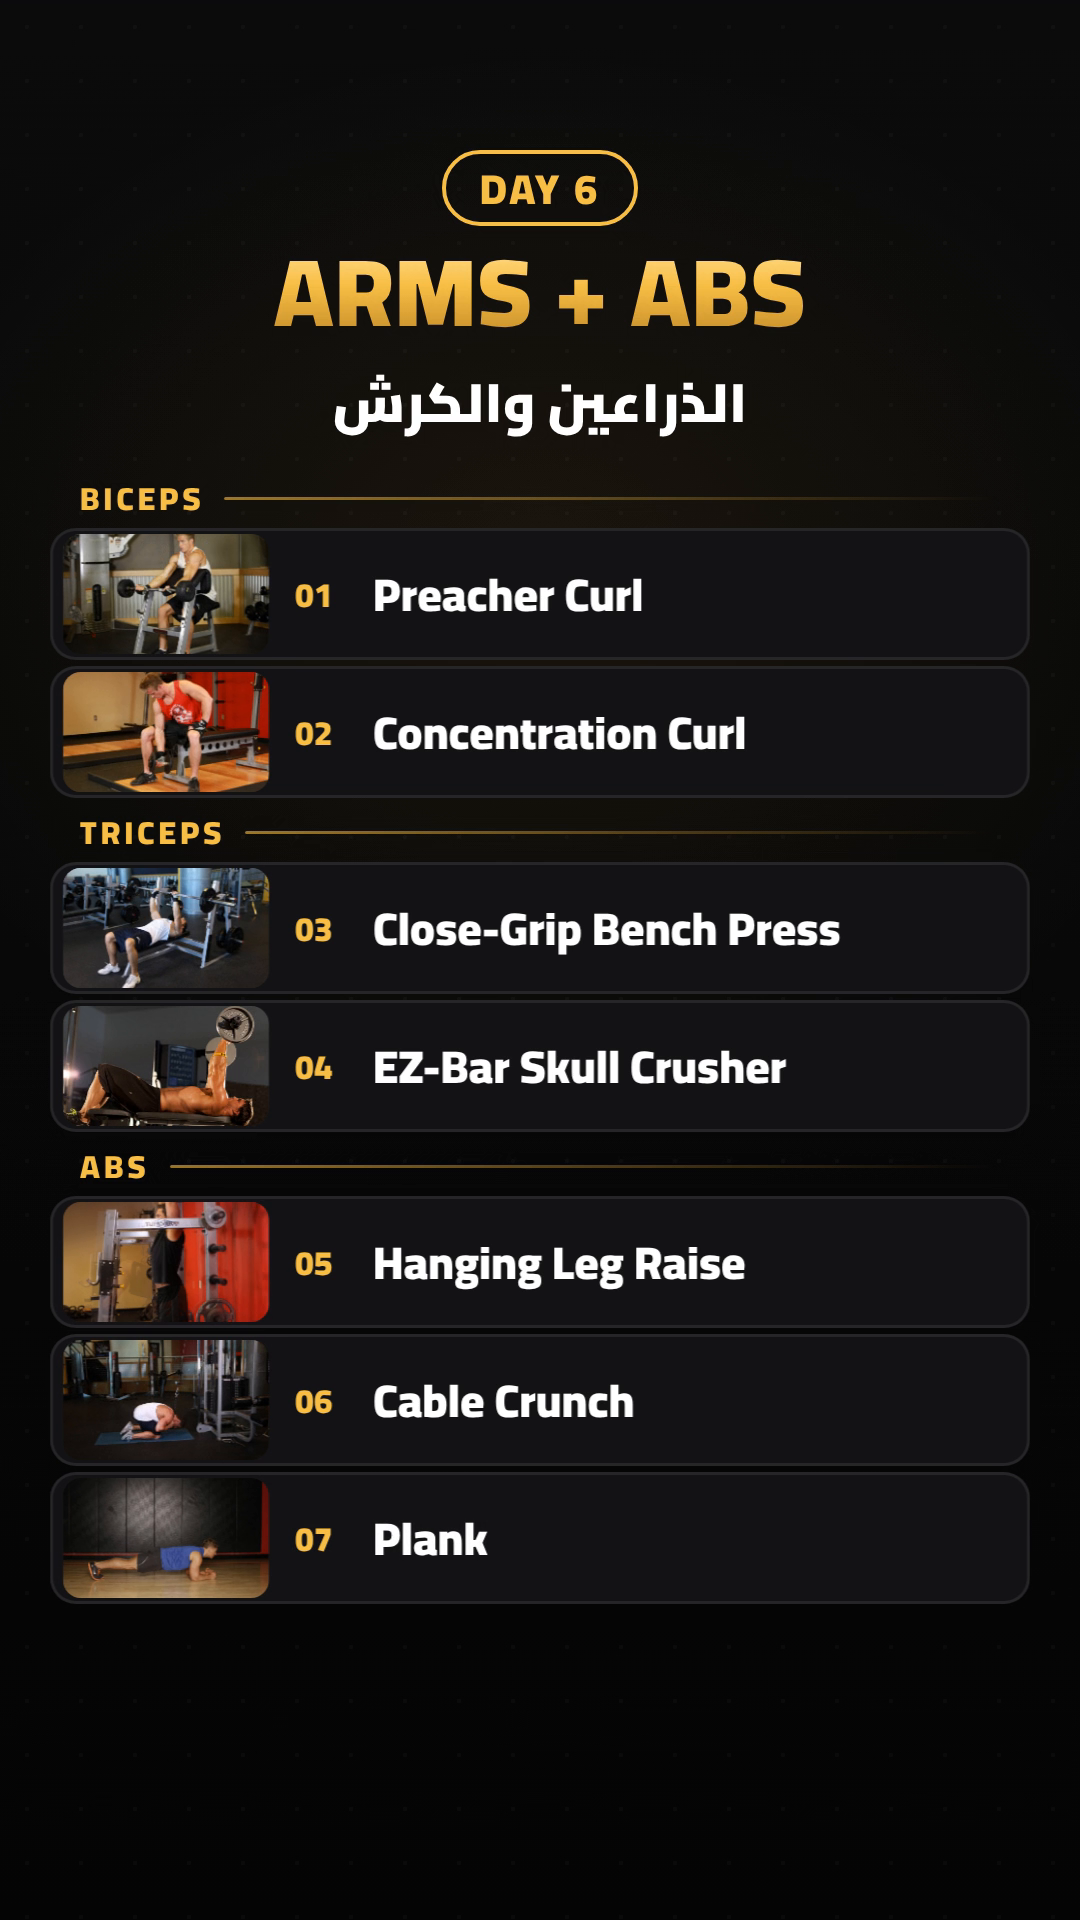 DAY 6
ARMS + ABS
الذراعين والكرش
BICEPS
01 Preacher Curl
02 Concentration Curl
TRICEPS
03 Close-Grip Bench Press
04 EZ-Bar Skull Crusher
ABS
05 Hanging Leg Raise
06 Cable Crunch
07 Plank